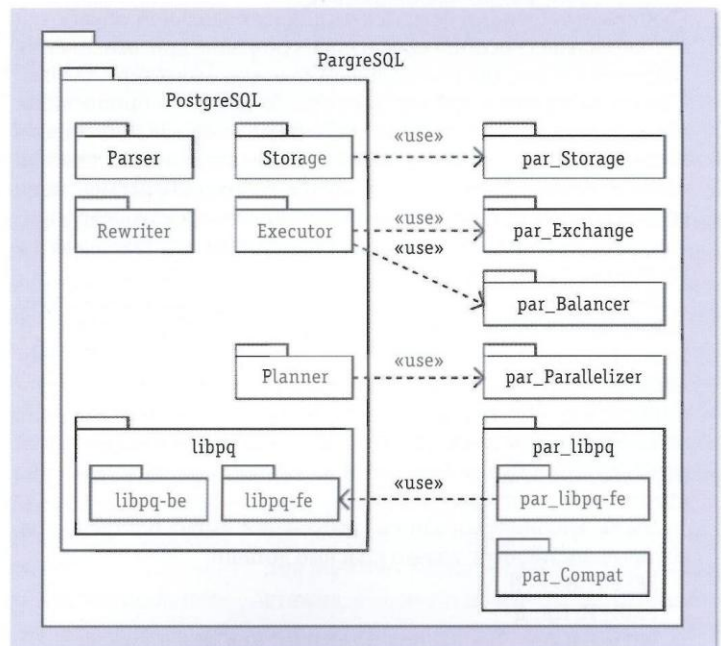 PargreSQL
PostgreSQL
Parser
Storage
«use»
par_Storage
Rewriter
Executor
«use»
par_Exchange
«use»
par_Balancer
Planner
«use»
par_Parallelizer
libpq
par_libpq
libpq-be
libpq-fe
«use»
par_libpq-fe
par_Compat